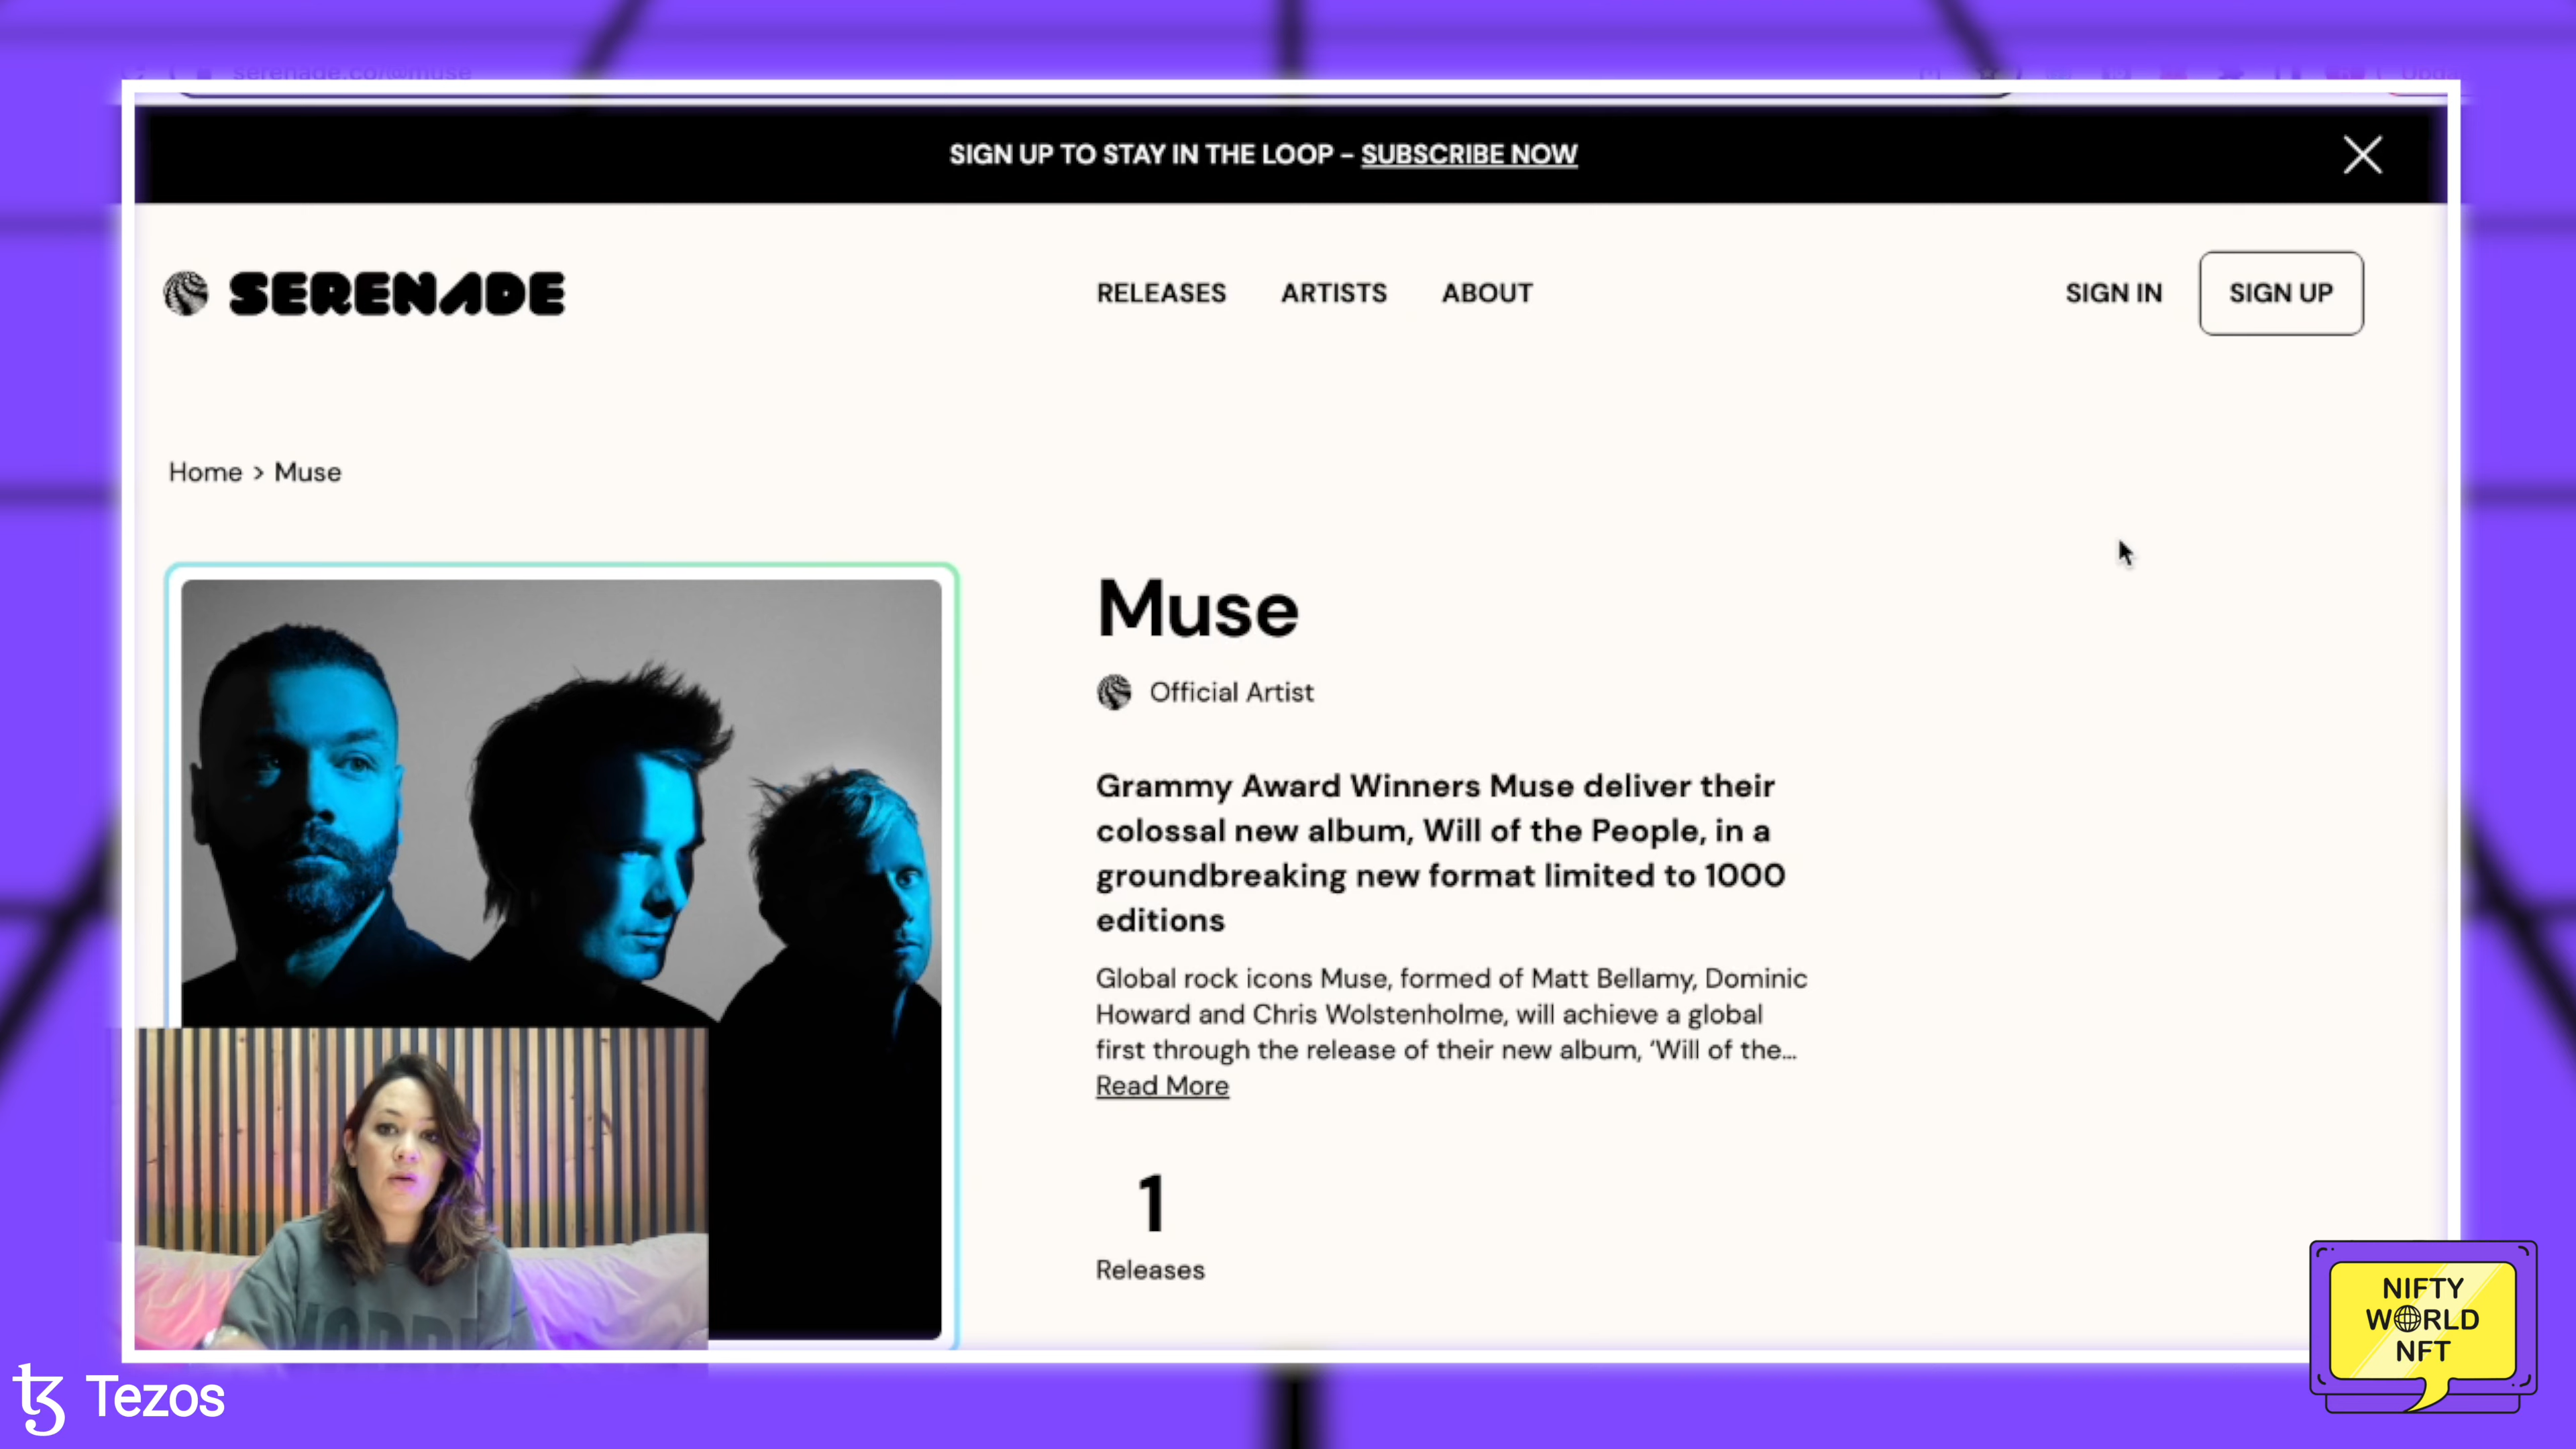 serenade.co/@muse
SIGN UP TO STAY IN THE LOOP – SUBSCRIBE NOW
SERENADE
RELEASES
ARTISTS
ABOUT
SIGN IN
SIGN UP
Home > Muse
Muse
Official Artist
Grammy Award Winners Muse deliver their
colossal new album, Will of the People, in a
groundbreaking new format limited to 1000
editions
Global rock icons Muse, formed of Matt Bellamy, Dominic
Howard and Chris Wolstenholme, will achieve a global
first through the release of their new album, ‘Will of the...
Read More
1
Releases
Tezos
NIFTY
WORLD
NFT